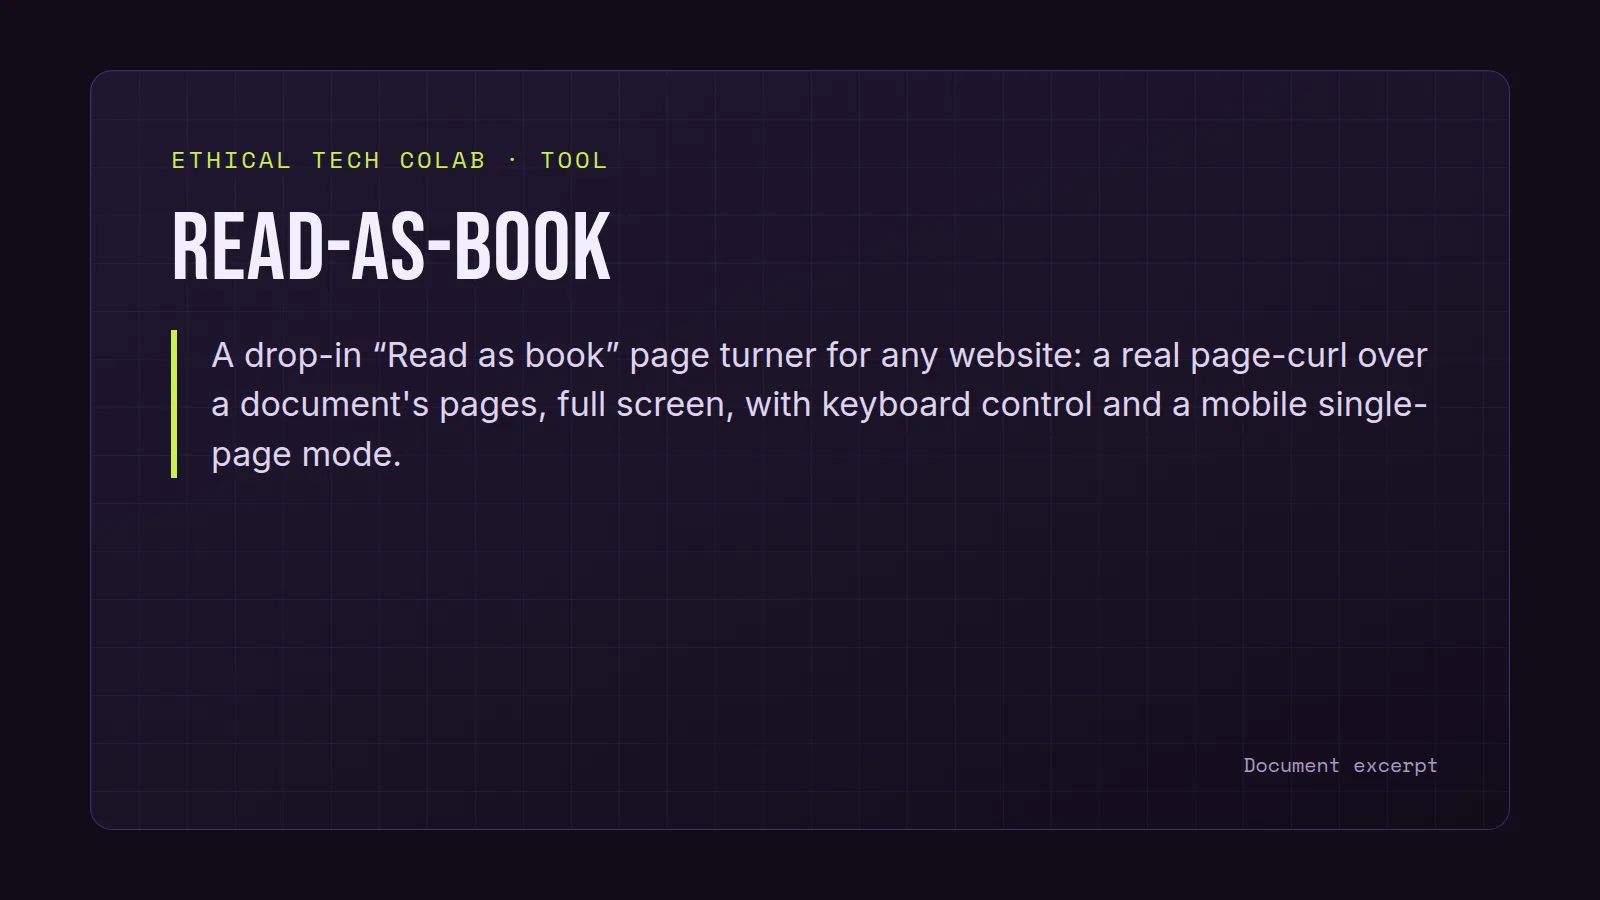 ETHICAL TECH COLAB · TOOL
READ-AS-BOOK
A drop-in “Read as book” page turner for any website: a real page-curl over
a document's pages, full screen, with keyboard control and a mobile single-
page mode.
Document excerpt